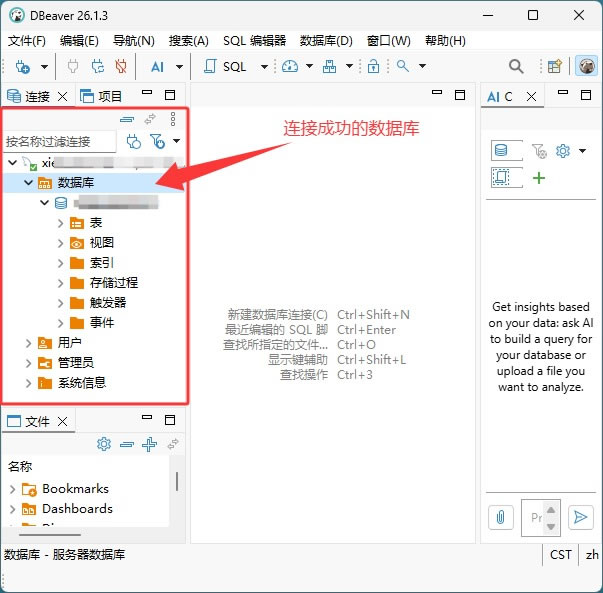 DBeaver 26.1.3
文件(F) 编辑(E) 导航(N) 搜索(A) SQL 编辑器 数据库(D) 窗口(W) 帮助(H)
AI SQL
连接 项目
AI C
按名称过滤连接
连接成功的数据库
xie
数据库
表
视图
索引
存储过程
触发器
事件
用户
管理员
系统信息
新建数据库连接(C) Ctrl+Shift+N
最近编辑的 SQL 脚 Ctrl+Enter
查找所指定的文件... Ctrl+O
显示键辅助 Ctrl+Shift+L
查找操作 Ctrl+3
Get insights based
on your data: ask AI
to build a query for
your database or
upload a file you
want to analyze.
文件
名称
Bookmarks
Dashboards
Pr
数据库 - 服务器数据库
CST zh